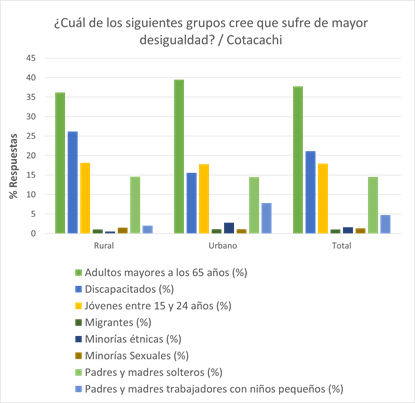 ¿Cuál de los siguientes grupos cree que sufre de mayor
desigualdad? / Cotacachi
% Respuestas
45
40
35
30
25
20
15
10
5
0
Rural
Urbano
Total
Adultos mayores a los 65 años (%)
Discapacitados (%)
Jóvenes entre 15 y 24 años (%)
Migrantes (%)
Minorías étnicas (%)
Minorías Sexuales (%)
Padres y madres solteros (%)
Padres y madres trabajadores con niños pequeños (%)